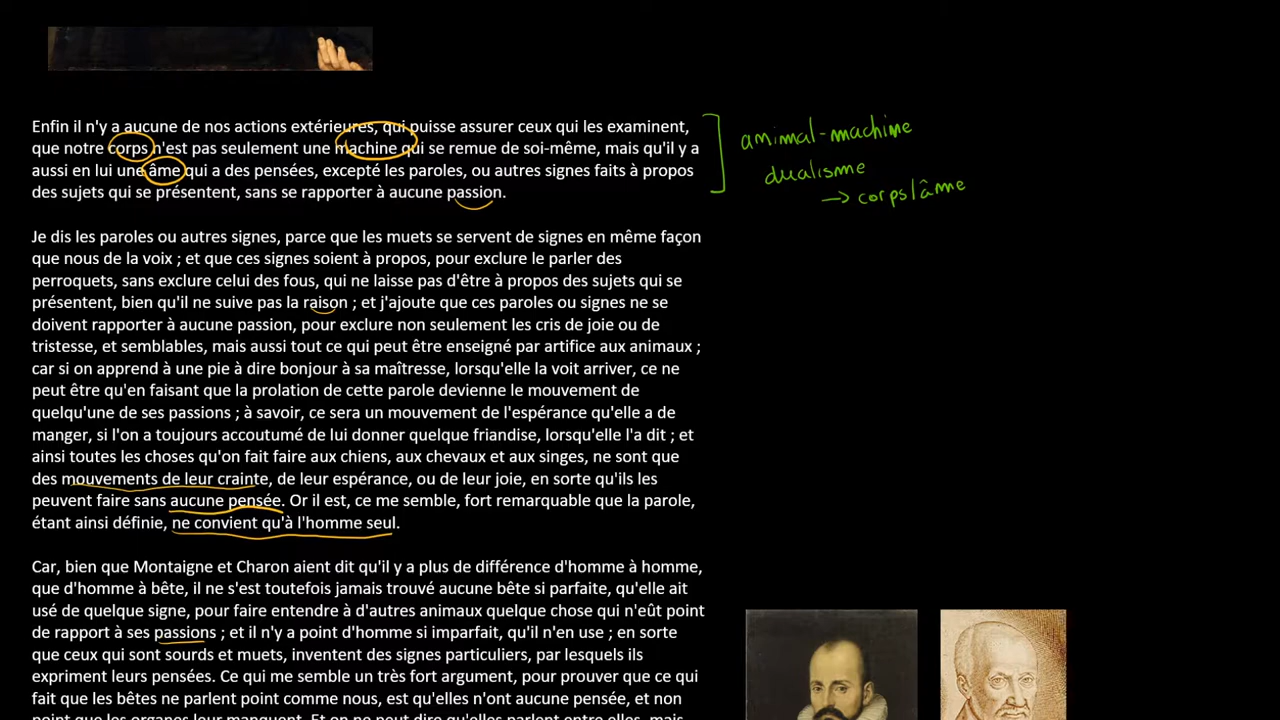 Enfin il n'y a aucune de nos actions extérieures, qui puisse assurer ceux qui les examinent,
que notre corps n'est pas seulement une machine qui se remue de soi-même, mais qu'il y a
aussi en lui une âme qui a des pensées, excepté les paroles, ou autres signes faits à propos
des sujets qui se présentent, sans se rapporter à aucune passion.
animal-machine
dualisme
→ corps/âme
Je dis les paroles ou autres signes, parce que les muets se servent de signes en même façon
que nous de la voix ; et que ces signes soient à propos, pour exclure le parler des
perroquets, sans exclure celui des fous, qui ne laisse pas d'être à propos des sujets qui se
présentent, bien qu'il ne suive pas la raison ; et j'ajoute que ces paroles ou signes ne se
doivent rapporter à aucune passion, pour exclure non seulement les cris de joie ou de
tristesse, et semblables, mais aussi tout ce qui peut être enseigné par artifice aux animaux ;
car si on apprend à une pie à dire bonjour à sa maîtresse, lorsqu'elle la voit arriver, ce ne
peut être qu'en faisant que la prolation de cette parole devienne le mouvement de
quelqu'une de ses passions ; à savoir, ce sera un mouvement de l'espérance qu'elle a de
manger, si l'on a toujours accoutumé de lui donner quelque friandise, lorsqu'elle l'a dit ; et
ainsi toutes les choses qu'on fait faire aux chiens, aux chevaux et aux singes, ne sont que
des mouvements de leur crainte, de leur espérance, ou de leur joie, en sorte qu'ils les
peuvent faire sans aucune pensée. Or il est, ce me semble, fort remarquable que la parole,
étant ainsi définie, ne convient qu'à l'homme seul.
Car, bien que Montaigne et Charon aient dit qu'il y a plus de différence d'homme à homme,
que d'homme à bête, il ne s'est toutefois jamais trouvé aucune bête si parfaite, qu'elle ait
usé de quelque signe, pour faire entendre à d'autres animaux quelque chose qui n'eût point
de rapport à ses passions ; et il n'y a point d'homme si imparfait, qu'il n'en use ; en sorte
que ceux qui sont sourds et muets, inventent des signes particuliers, par lesquels ils
expriment leurs pensées. Ce qui me semble un très fort argument, pour prouver que ce qui
fait que les bêtes ne parlent point comme nous, est qu'elles n'ont aucune pensée, et non
point que les organes leur manquent. Et on ne peut dire qu'elles parlent entre elles, mais